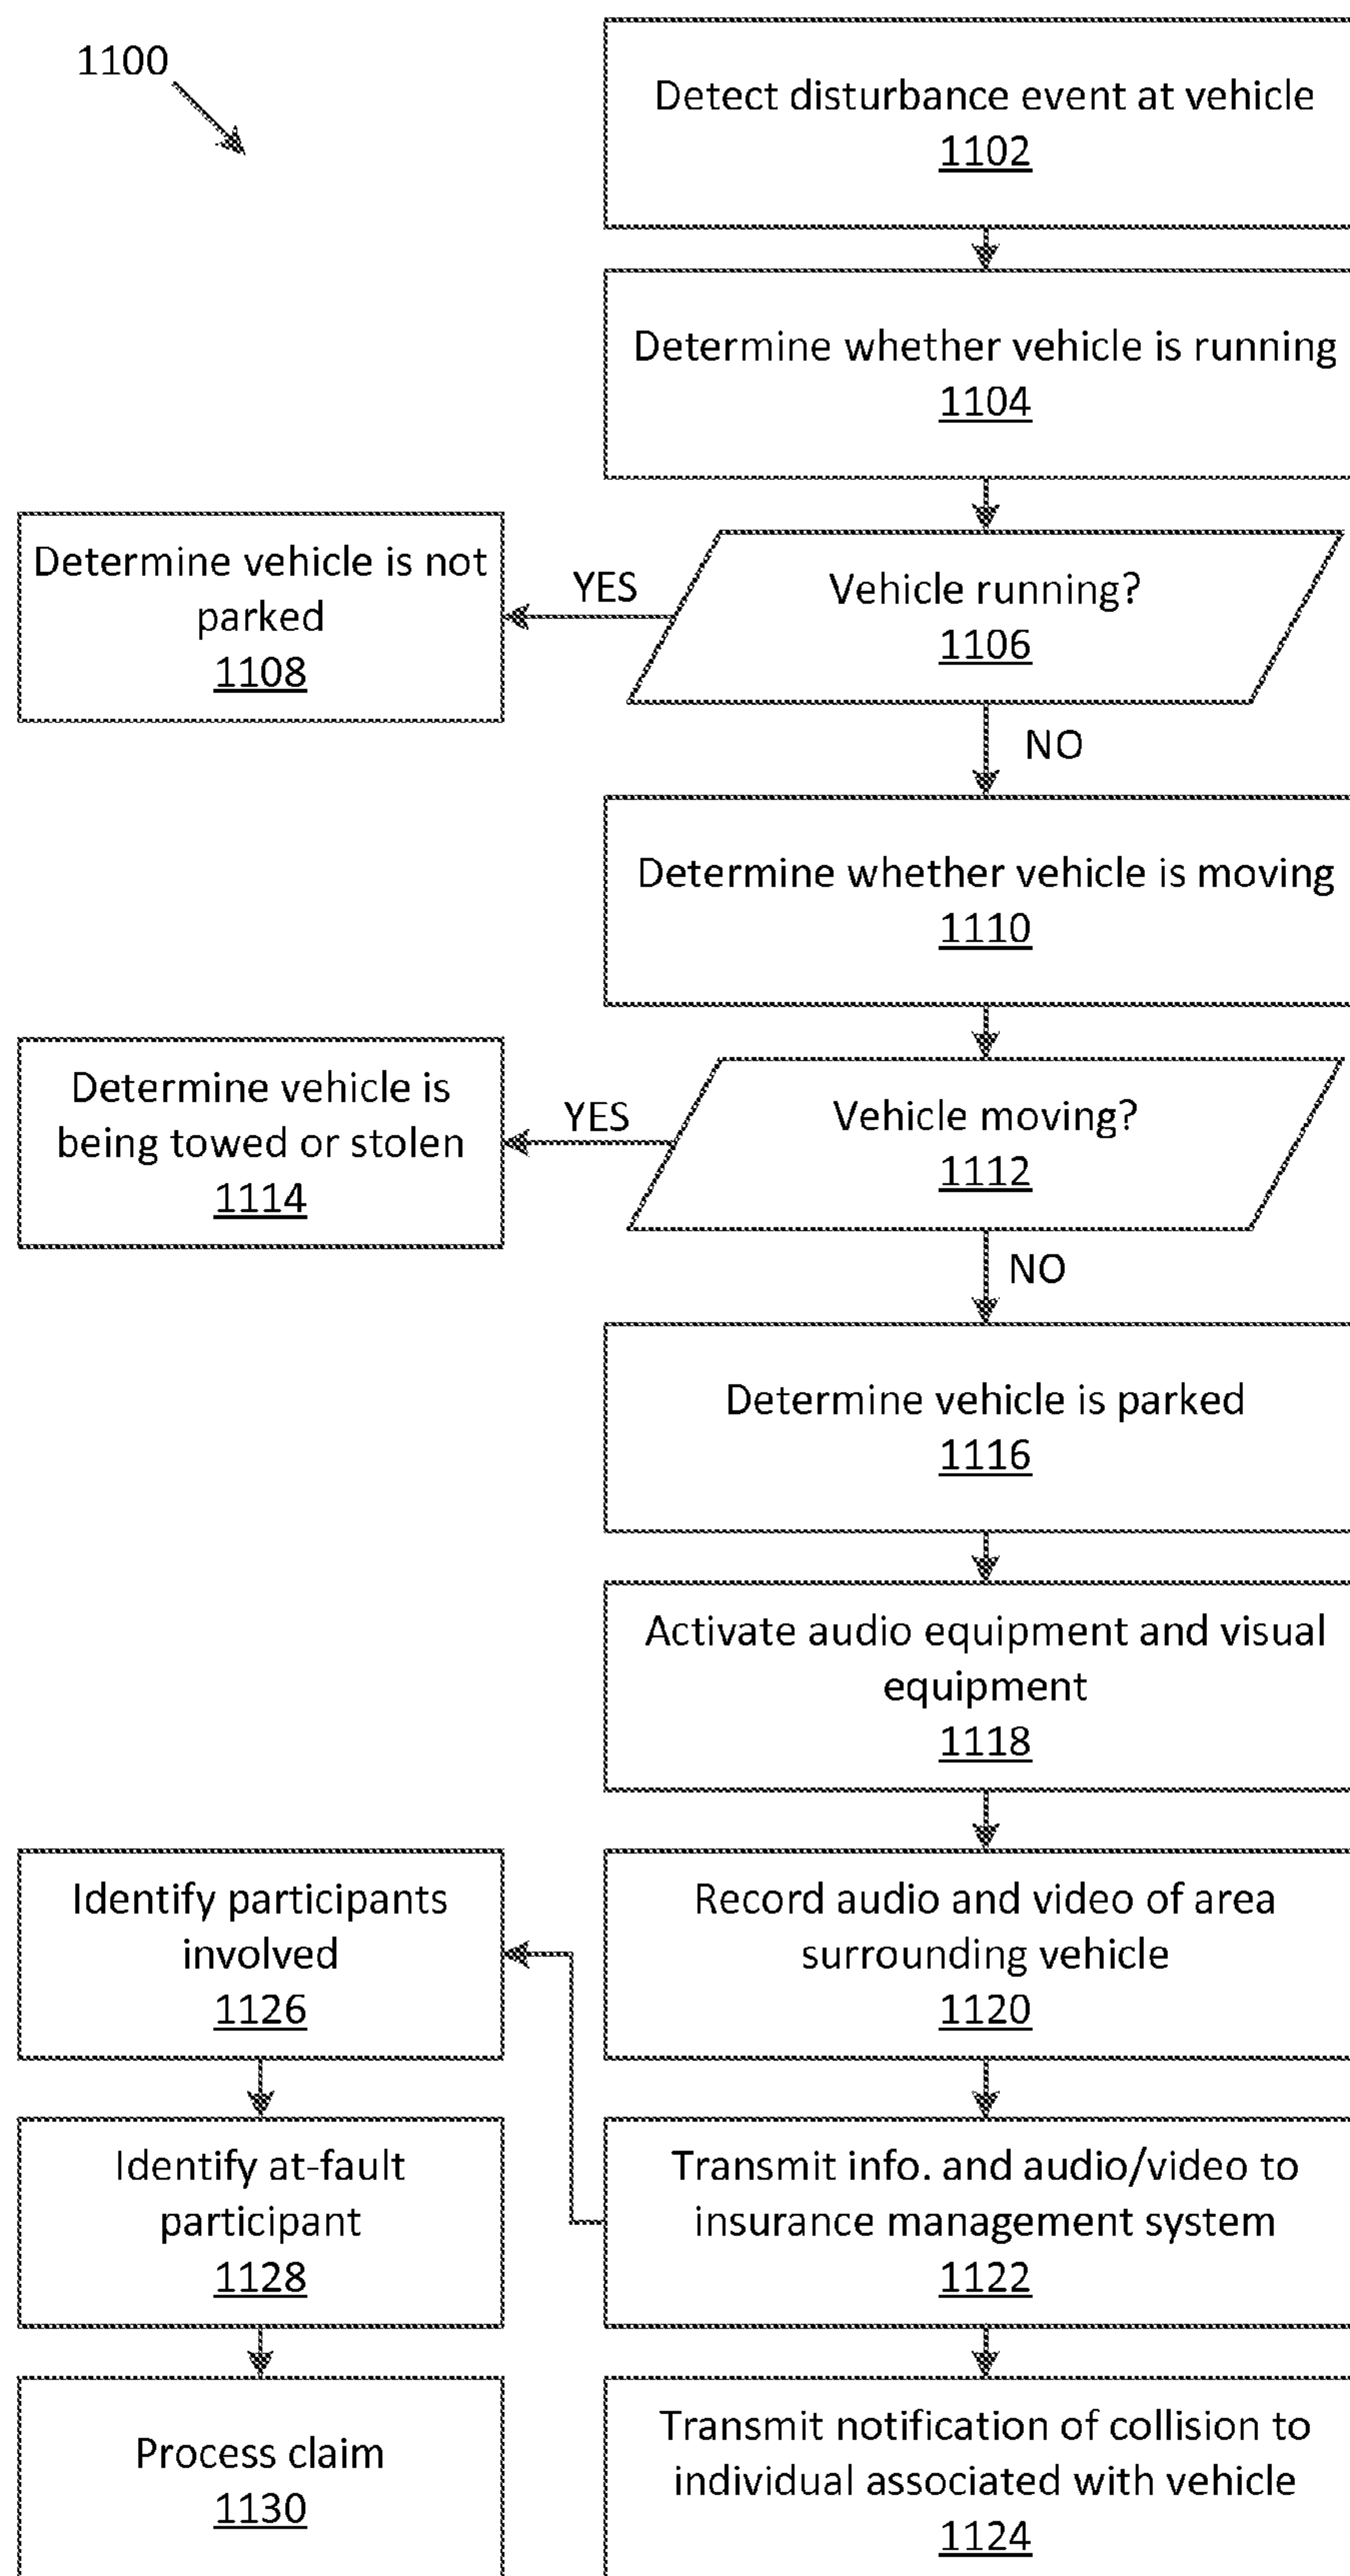 1100
Detect disturbance event at vehicle
1102
Determine whether vehicle is running
1104
Vehicle running?
1106
YES
Determine vehicle is not
parked
1108
NO
Determine whether vehicle is moving
1110
Vehicle moving?
1112
YES
Determine vehicle is
being towed or stolen
1114
NO
Determine vehicle is parked
1116
Activate audio equipment and visual
equipment
1118
Record audio and video of area
surrounding vehicle
1120
Transmit info. and audio/video to
insurance management system
1122
Transmit notification of collision to
individual associated with vehicle
1124
Identify participants
involved
1126
Identify at-fault
participant
1128
Process claim
1130